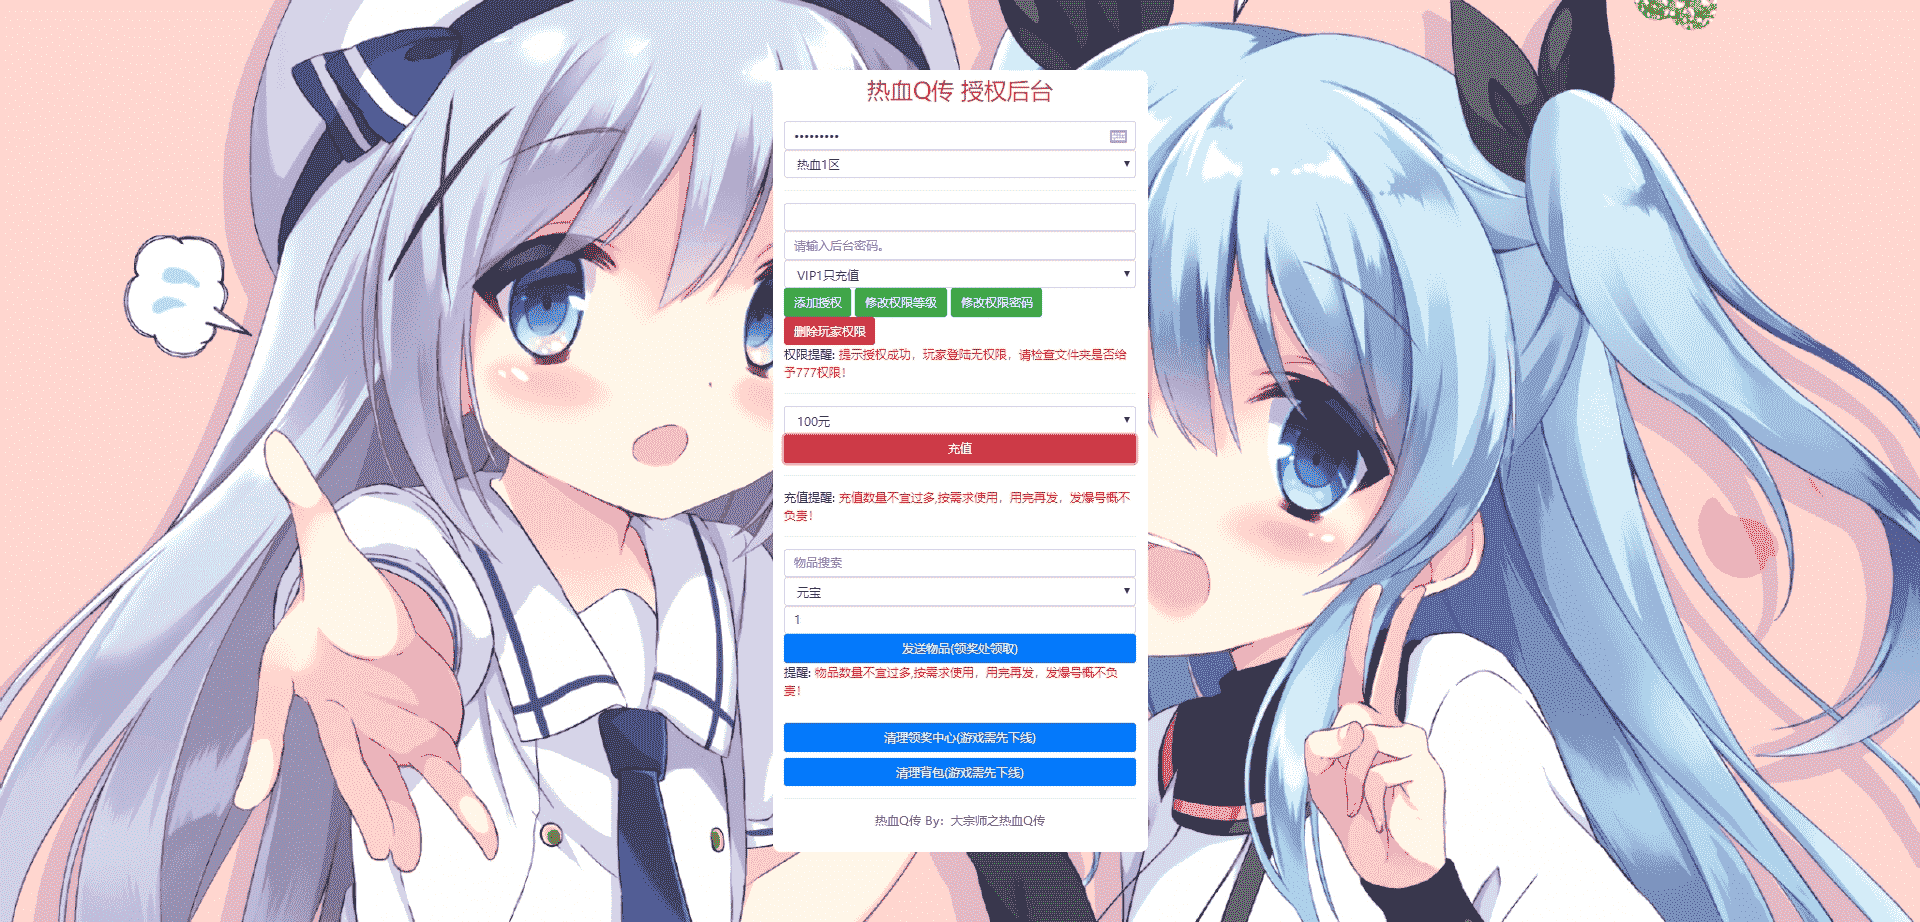 热血Q传 授权后台
•••••••••
热血1区
请输入后台密码。
VIP1只充值
添加授权 修改权限等级 修改权限密码
删除玩家权限
权限提醒: 提示授权成功，玩家登陆无权限，请检查文件夹是否给
予777权限！
100元
充值
充值提醒: 充值数量不宜过多,按需求使用，用完再发，发爆号概不
负责！
物品搜索
元宝
1
发送物品(领奖处领取)
提醒: 物品数量不宜过多,按需求使用，用完再发，发爆号概不负
责！
清理领奖中心(游戏需先下线)
清理背包(游戏需先下线)
热血Q传 By：大宗师之热血Q传